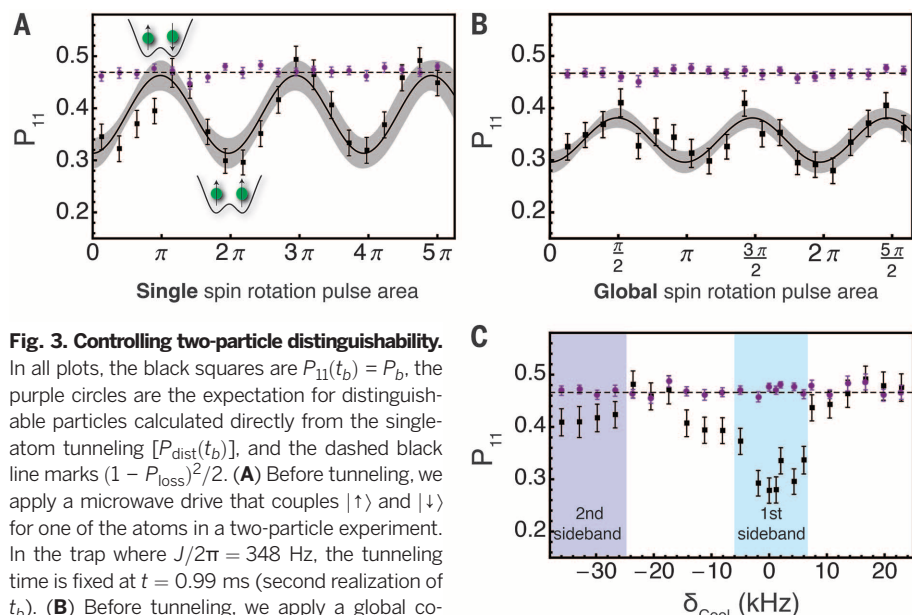 A
B
0.5
0.4
0.3
0.2
P11
0
π
2π
3π
4π
5π
Single spin rotation pulse area
0.5
0.4
0.3
0.2
P11
0
π/2
π
3π/2
2π
5π/2
Global spin rotation pulse area
Fig. 3. Controlling two-particle distinguishability.
In all plots, the black squares are P11(tb) = Pb, the
purple circles are the expectation for distinguish-
able particles calculated directly from the single-
atom tunneling [Pdist(tb)], and the dashed black
line marks (1 − Ploss)²/2. (A) Before tunneling, we
apply a microwave drive that couples |↑⟩ and |↓⟩
for one of the atoms in a two-particle experiment.
In the trap where J/2π = 348 Hz, the tunneling
time is fixed at t = 0.99 ms (second realization of
tb). (B) Before tunneling, we apply a global co-
C
0.5
0.4
0.3
0.2
P11
2nd
sideband
1st
sideband
−30
−20
−10
0
10
20
δCool (kHz)